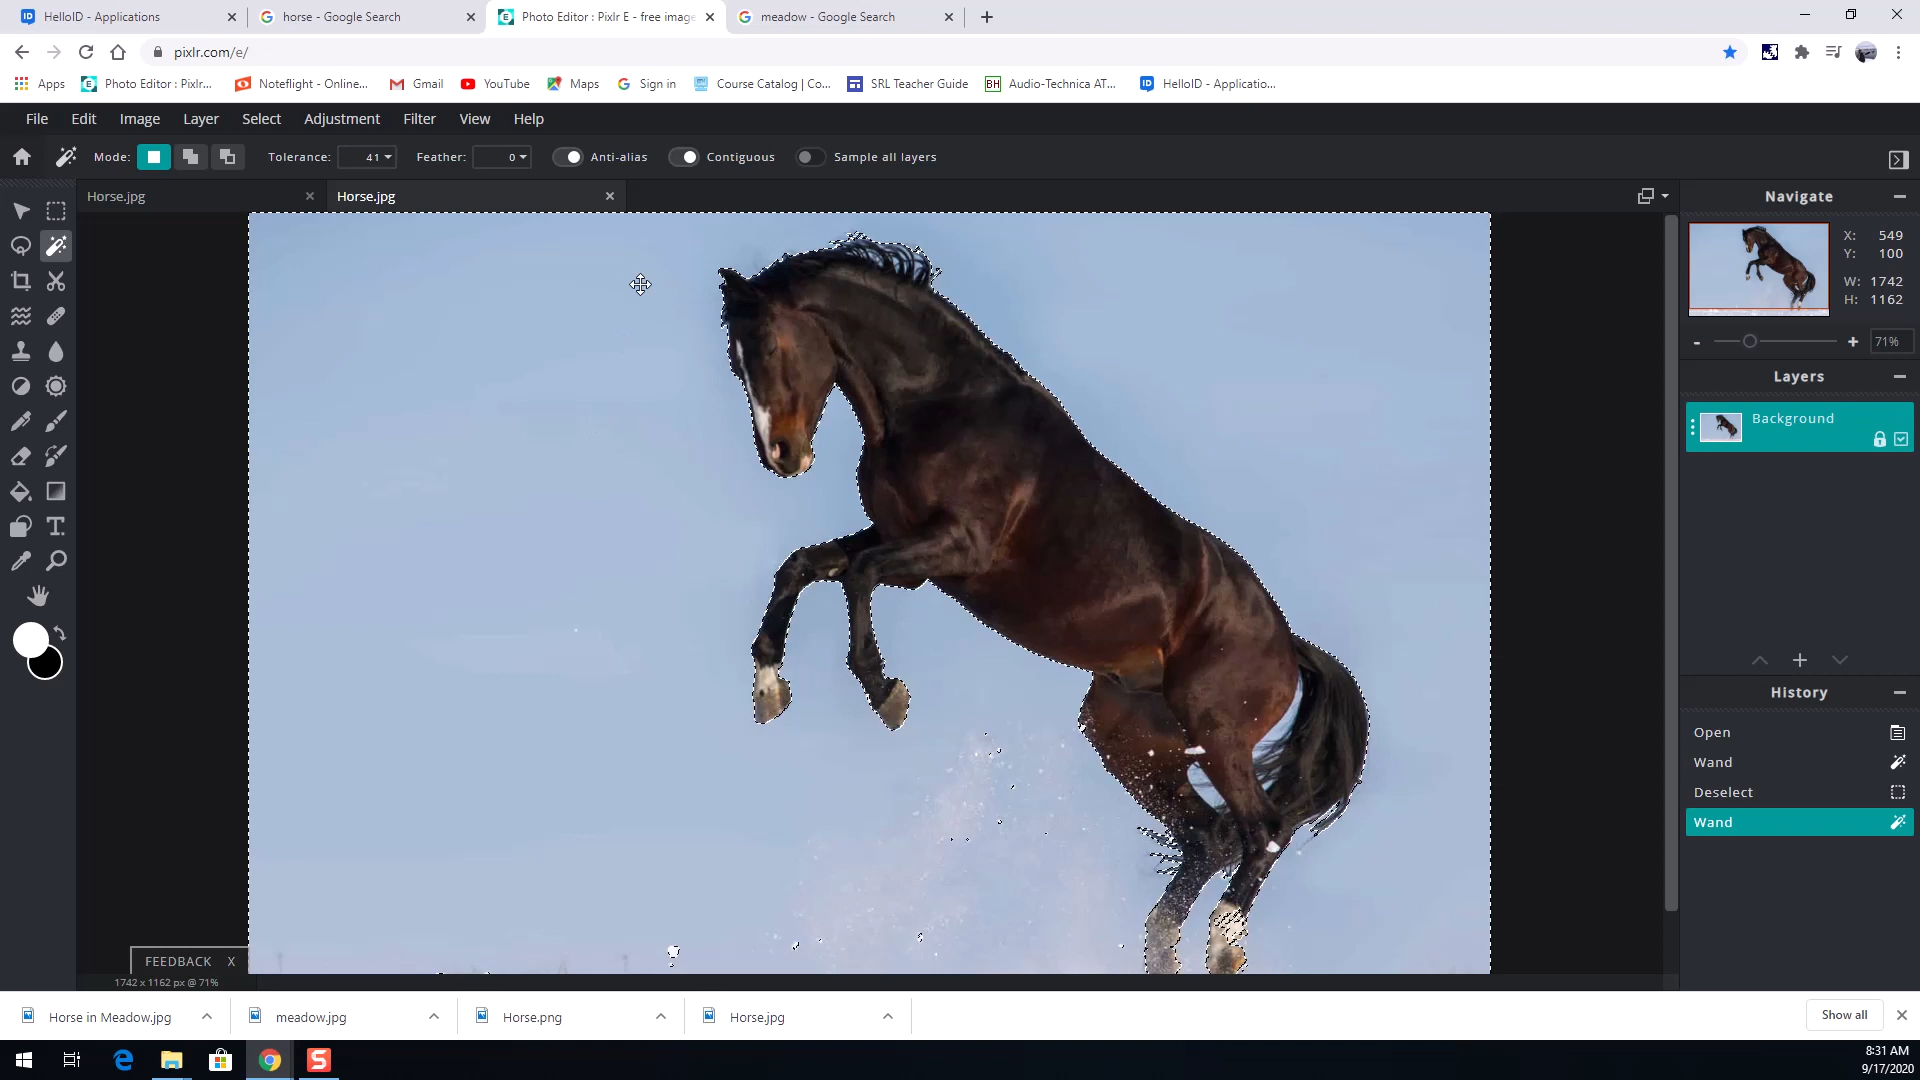 HelloID - Applications
horse - Google Search
Photo Editor : Pixlr E - free image
meadow - Google Search
pixlr.com/e/
Apps
Photo Editor : Pixlr...
Noteflight - Online...
Gmail
YouTube
Maps
Sign in
Course Catalog | Co...
SRL Teacher Guide
BH Audio-Technica AT...
ID HelloID - Applicatio...
File Edit Image Layer Select Adjustment Filter View Help
Mode: Tolerance: 41 Feather: 0 Anti-alias Contiguous Sample all layers
Horse.jpg
Horse.jpg
Navigate
X: 549
Y: 100
W: 1742
H: 1162
- + 71%
Layers
Background
History
Open
Wand
Deselect
Wand
FEEDBACK X
1742 x 1162 px @ 71%
Horse in Meadow.jpg
meadow.jpg
Horse.png
Horse.jpg
Show all
8:31 AM
9/17/2020